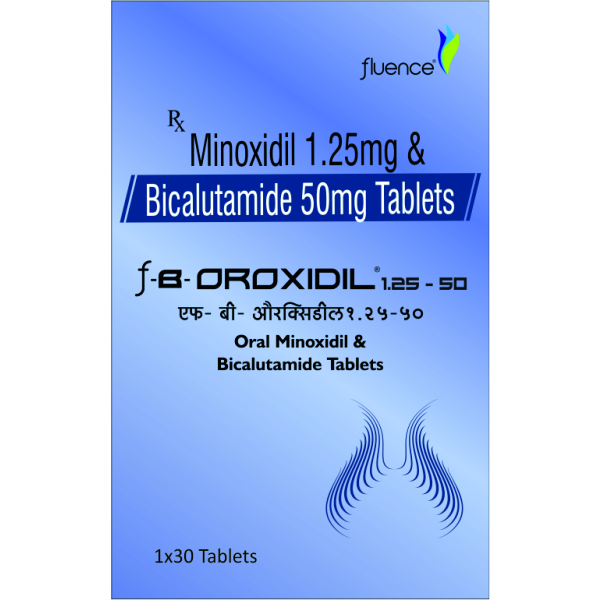 fluence®
Rx
Minoxidil 1.25mg &
Bicalutamide 50mg Tablets
f-B-OROXIDIL® 1.25 - 50
एफ- बी- औरक्सिडील १.२५-५०
Oral Minoxidil &
Bicalutamide Tablets
1x30 Tablets